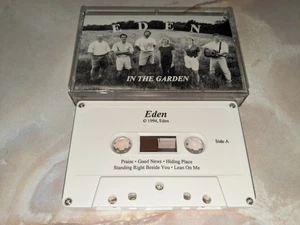 EDEN
IN THE GARDEN
Eden
© 1994, Eden
Side A
Praise • Good News • Hiding Place
Standing Right Beside You • Lean On Me